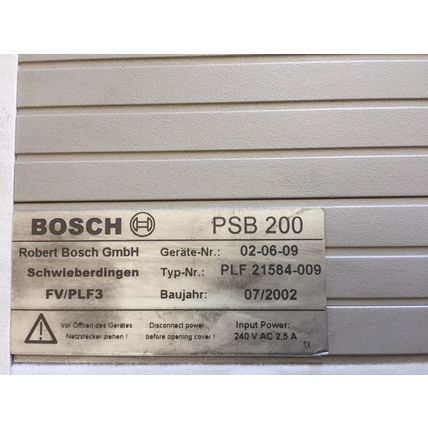 BOSCH PSB 200
Robert Bosch GmbH Geräte-Nr.: 02-06-09
Schwieberdingen Typ-Nr.: PLF 21584-009
FV/PLF3 Baujahr: 07/2002
Vor Öffnen des Gerätes Disconnect power Input Power:
Netzstecker ziehen ! before opening cover ! 240 V AC 2,5 A
1X